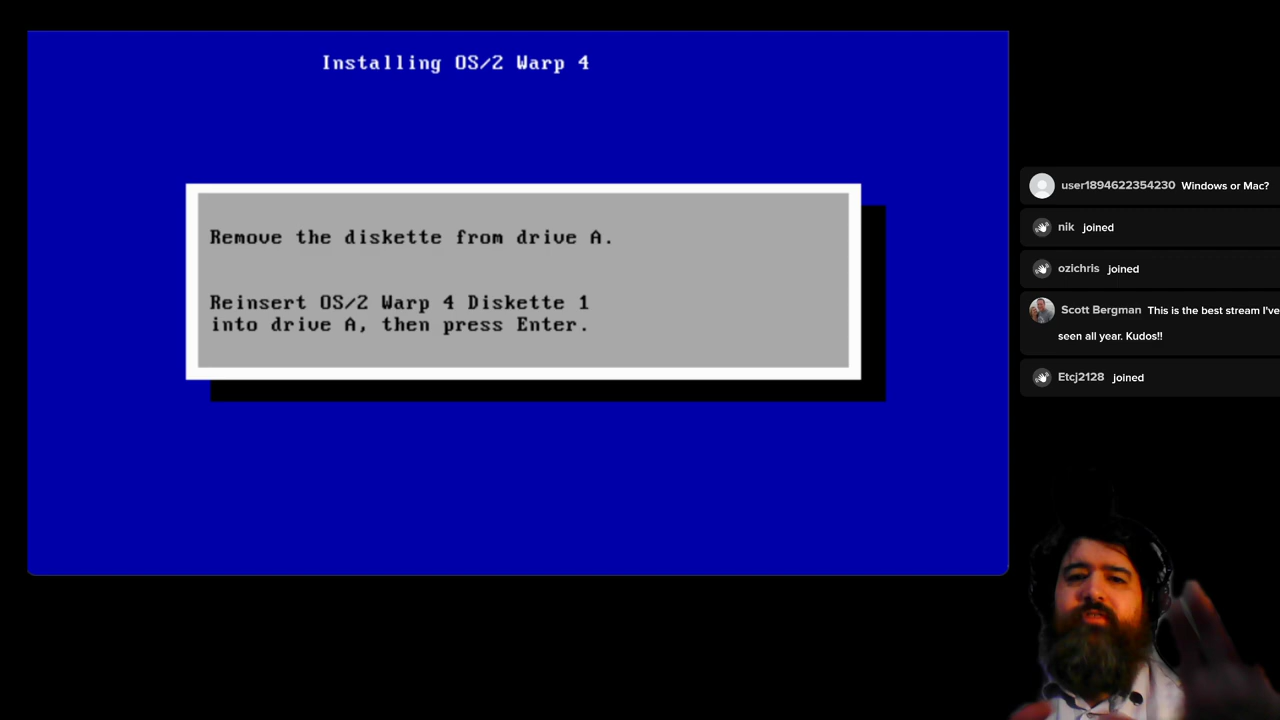 Installing OS/2 Warp 4
Remove the diskette from drive A.
Reinsert OS/2 Warp 4 Diskette 1
into drive A, then press Enter.
user1894622354230 Windows or Mac?
nik joined
ozichris joined
Scott Bergman This is the best stream I've
seen all year. Kudos!!
Etcj2128 joined